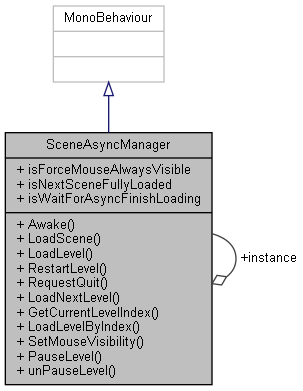 MonoBehaviour
SceneAsyncManager
+ isForceMouseAlwaysVisible
+ isNextSceneFullyLoaded
+ isWaitForAsyncFinishLoading
+ Awake()
+ LoadScene()
+ LoadLevel()
+ RestartLevel()
+ RequestQuit()
+ LoadNextLevel()
+ GetCurrentLevelIndex()
+ LoadLevelByIndex()
+ SetMouseVisibility()
+ PauseLevel()
+ unPauseLevel()
+instance